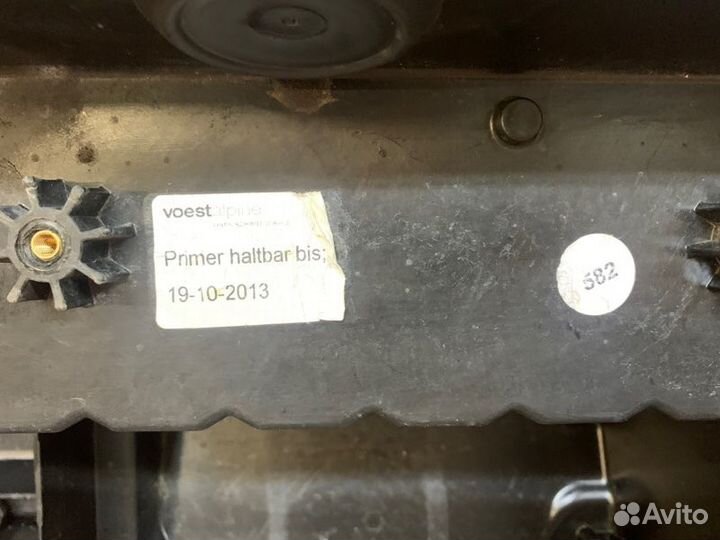 voestalpine
Primer haltbar bis;
19-10-2013
582
Avito